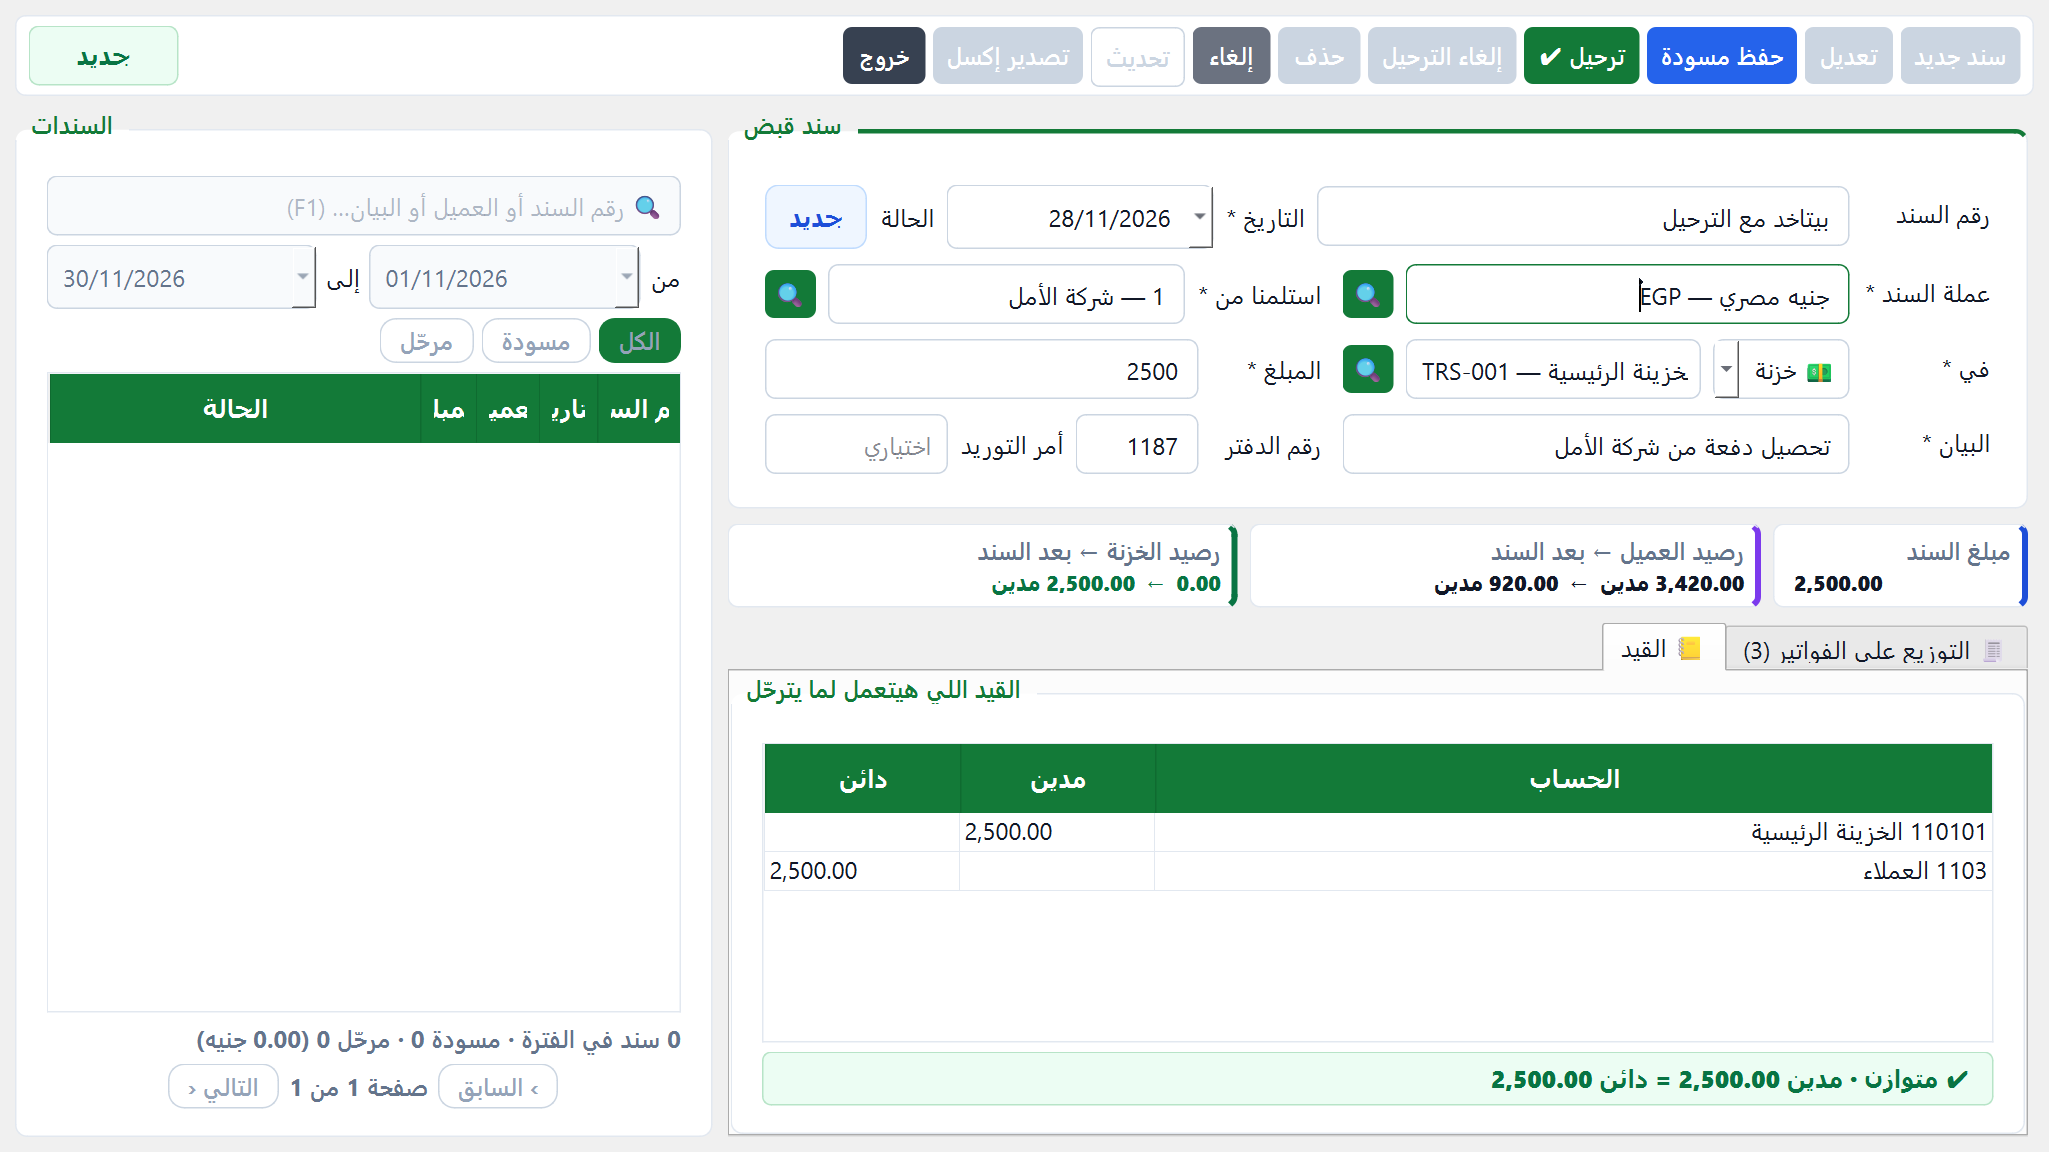 سند جديد تعديل حفظ مسودة ترحيل ✔ إلغاء الترحيل حذف إلغاء تحديث تصدير إكسل خروج جديد
سند قبض
رقم السند بيتاخد مع الترحيل التاريخ * 28/11/2026 الحالة جديد
عملة السند * جنيه مصري — EGP استلمنا من * 1 — شركة الأمل
في * خزنة خزينة الرئيسية — TRS-001 المبلغ * 2500
البيان * تحصيل دفعة من شركة الأمل رقم الدفتر 1187 أمر التوريد اختياري
مبلغ السند
2,500.00
رصيد العميل ← بعد السند
3,420.00 مدين ← 920.00 مدين
رصيد الخزنة ← بعد السند
0.00 ← 2,500.00 مدين
التوزيع على الفواتير (3) القيد
القيد اللي هيتعمل لما يترحّل
الحساب مدين دائن
110101 الخزينة الرئيسية 2,500.00
1103 العملاء 2,500.00
✔ متوازن · مدين 2,500.00 = دائن 2,500.00
السندات
رقم السند أو العميل أو البيان... (F1)
من 01/11/2026 إلى 30/11/2026
الكل مسودة مرحّل
م الس تاري عمي مبل الحالة
0 سند في الفترة · مسودة 0 · مرحّل 0 (0.00 جنيه)
‹ السابق صفحة 1 من 1 التالي ›